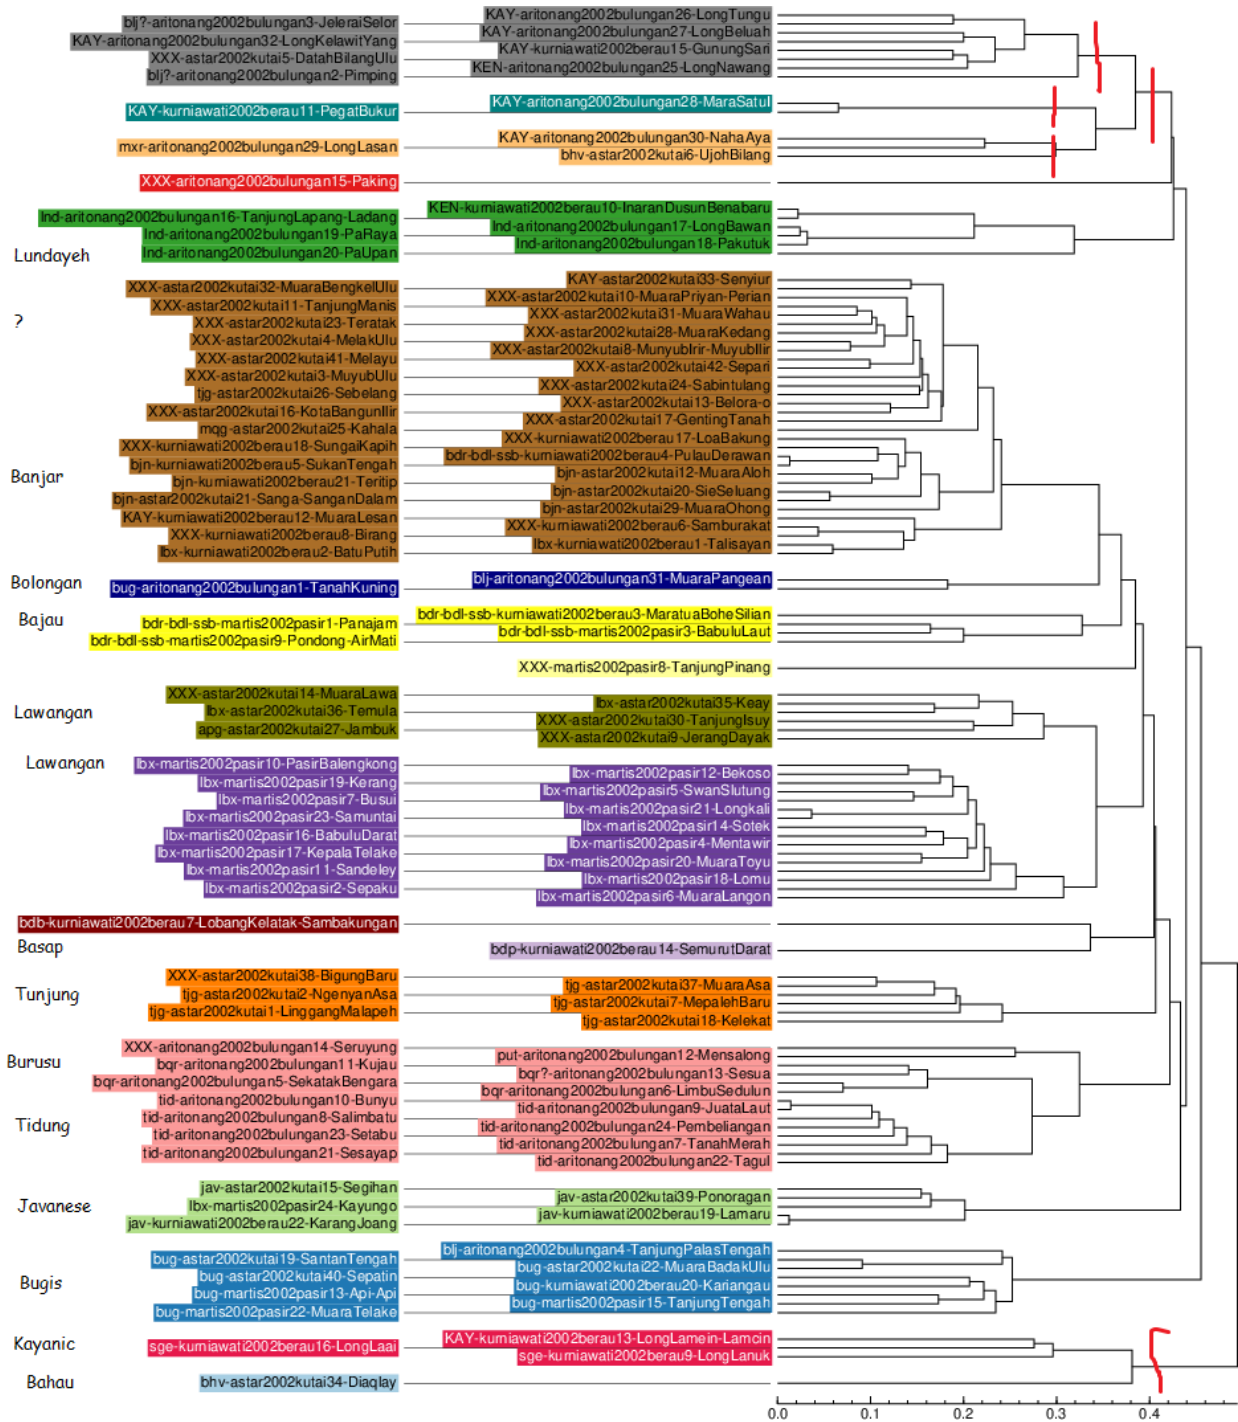 KAY-aritonang2002bulungan26-LongTungu
blj?-aritonang2002bulungan3-JeleraiSelor
KAY-aritonang2002bulungan27-LongBeluah
KAY-aritonang2002bulungan32-LongKelawitYang
KAY-kurniawati2002berau15-GunungSari
XXX-astar2002kutai5-DatahBilangUlu
KEN-aritonang2002bulungan25-LongNawang
blj?-aritonang2002bulungan2-Pimping
KAY-aritonang2002bulungan28-MaraSatul
KAY-kurniawati2002berau11-PegatBukur
KAY-aritonang2002bulungan30-NahaAya
mxr-aritonang2002bulungan29-LongLasan
bhv-astar2002kutai6-UjohBilang
XXX-aritonang2002bulungan15-Paking
KEN-kurniawati2002berau10-InaranDusunBenabaru
lnd-aritonang2002bulungan16-TanjungLapang-Ladang
lnd-aritonang2002bulungan17-LongBawan
lnd-aritonang2002bulungan19-PaRaya
lnd-aritonang2002bulungan18-Pakutuk
lnd-aritonang2002bulungan20-PaUpan
Lundayeh
KAY-astar2002kutai33-Senyiur
XXX-astar2002kutai32-MuaraBengkelUlu
XXX-astar2002kutai10-MuaraPriyan-Perian
XXX-astar2002kutai11-TanjungManis
XXX-astar2002kutai31-MuaraWahau
?
XXX-astar2002kutai23-Teratak
XXX-astar2002kutai28-MuaraKedang
XXX-astar2002kutai4-MelakUlu
XXX-astar2002kutai8-MunyubIrir-MuyubIlir
XXX-astar2002kutai41-Melayu
XXX-astar2002kutai42-Separi
XXX-astar2002kutai3-MuyubUlu
XXX-astar2002kutai24-Sabintulang
tjg-astar2002kutai26-Sebelang
XXX-astar2002kutai13-Belora-o
XXX-astar2002kutai16-KotaBangunIlir
XXX-astar2002kutai17-GentingTanah
mqg-astar2002kutai25-Kahala
XXX-kurniawati2002berau17-LoaBakung
XXX-kurniawati2002berau18-SungaiKapih
bdr-bdl-ssb-kurniawati2002berau4-PulauDerawan
bjn-kurniawati2002berau5-SukanTengah
bjn-astar2002kutai12-MuaraAloh
Banjar
bjn-kurniawati2002berau21-Teritip
bjn-astar2002kutai20-SieSeluang
bjn-astar2002kutai21-Sanga-SanganDalam
bjn-astar2002kutai29-MuaraOhong
KAY-kurniawati2002berau12-MuaraLesan
XXX-kurniawati2002berau6-Samburakat
XXX-kurniawati2002berau8-Birang
lbx-kurniawati2002berau1-Talisayan
lbx-kurniawati2002berau2-BatuPutih
Bolongan
blj-aritonang2002bulungan31-MuaraPangean
bug-aritonang2002bulungan1-TanahKuning
Bajau
bdr-bdl-ssb-kurniawati2002berau3-MaratuaBoheSilian
bdr-bdl-ssb-martis2002pasir1-Panajam
bdr-bdl-ssb-martis2002pasir3-BabuluLaut
bdr-bdl-ssb-martis2002pasir9-Pondong-AirMati
XXX-martis2002pasir8-TanjungPinang
XXX-astar2002kutai14-MuaraLawa
lbx-astar2002kutai35-Keay
Lawangan
lbx-astar2002kutai36-Temula
XXX-astar2002kutai30-TanjungIsuy
apg-astar2002kutai27-Jambuk
XXX-astar2002kutai9-JerangDayak
Lawangan
lbx-martis2002pasir10-PasirBalengkong
lbx-martis2002pasir12-Bekoso
lbx-martis2002pasir19-Kerang
lbx-martis2002pasir5-SwanSlutung
lbx-martis2002pasir7-Busui
lbx-martis2002pasir21-Longkali
lbx-martis2002pasir23-Samuntai
lbx-martis2002pasir14-Sotek
lbx-martis2002pasir16-BabuluDarat
lbx-martis2002pasir4-Mentawir
lbx-martis2002pasir17-KepalaTelake
lbx-martis2002pasir20-MuaraToyu
lbx-martis2002pasir11-Sandeley
lbx-martis2002pasir18-Lomu
lbx-martis2002pasir2-Sepaku
lbx-martis2002pasir6-MuaraLangon
bdb-kurniawati2002berau7-LobangKelatak-Sambakungan
Basap
bdp-kurniawati2002berau14-SemurutDarat
XXX-astar2002kutai38-BigungBaru
tjg-astar2002kutai37-MuaraAsa
Tunjung
tjg-astar2002kutai2-NgenyanAsa
tjg-astar2002kutai7-MepalehBaru
tjg-astar2002kutai1-LinggangMalapeh
tjg-astar2002kutai18-Kelekat
XXX-aritonang2002bulungan14-Seruyung
put-aritonang2002bulungan12-Mensalong
Burusu
bqr-aritonang2002bulungan11-Kujau
bqr?-aritonang2002bulungan13-Sesua
bqr-aritonang2002bulungan5-SekatakBengara
bqr-aritonang2002bulungan6-LimbuSedulun
tid-aritonang2002bulungan10-Bunyu
tid-aritonang2002bulungan9-JuataLaut
Tidung
tid-aritonang2002bulungan8-Salimbatu
tid-aritonang2002bulungan24-Pembeliangan
tid-aritonang2002bulungan23-Setabu
tid-aritonang2002bulungan7-TanahMerah
tid-aritonang2002bulungan21-Sesayap
tid-aritonang2002bulungan22-Tagul
jav-astar2002kutai15-Segihan
jav-astar2002kutai39-Ponoragan
Javanese
lbx-martis2002pasir24-Kayungo
jav-kurniawati2002berau19-Lamaru
jav-kurniawati2002berau22-KarangJoang
blj-aritonang2002bulungan4-TanjungPalasTengah
bug-astar2002kutai19-SantanTengah
bug-astar2002kutai22-MuaraBadakUlu
Bugis
bug-astar2002kutai40-Sepatin
bug-kurniawati2002berau20-Kariangau
bug-martis2002pasir13-Api-Api
bug-martis2002pasir15-TanjungTengah
bug-martis2002pasir22-MuaraTelake
Kayanic
KAY-kurniawati2002berau13-LongLamein-Lamcin
sge-kurniawati2002berau16-LongLaai
sge-kurniawati2002berau9-LongLanuk
Bahau
bhv-astar2002kutai34-Diaqlay
0.0 0.1 0.2 0.3 0.4